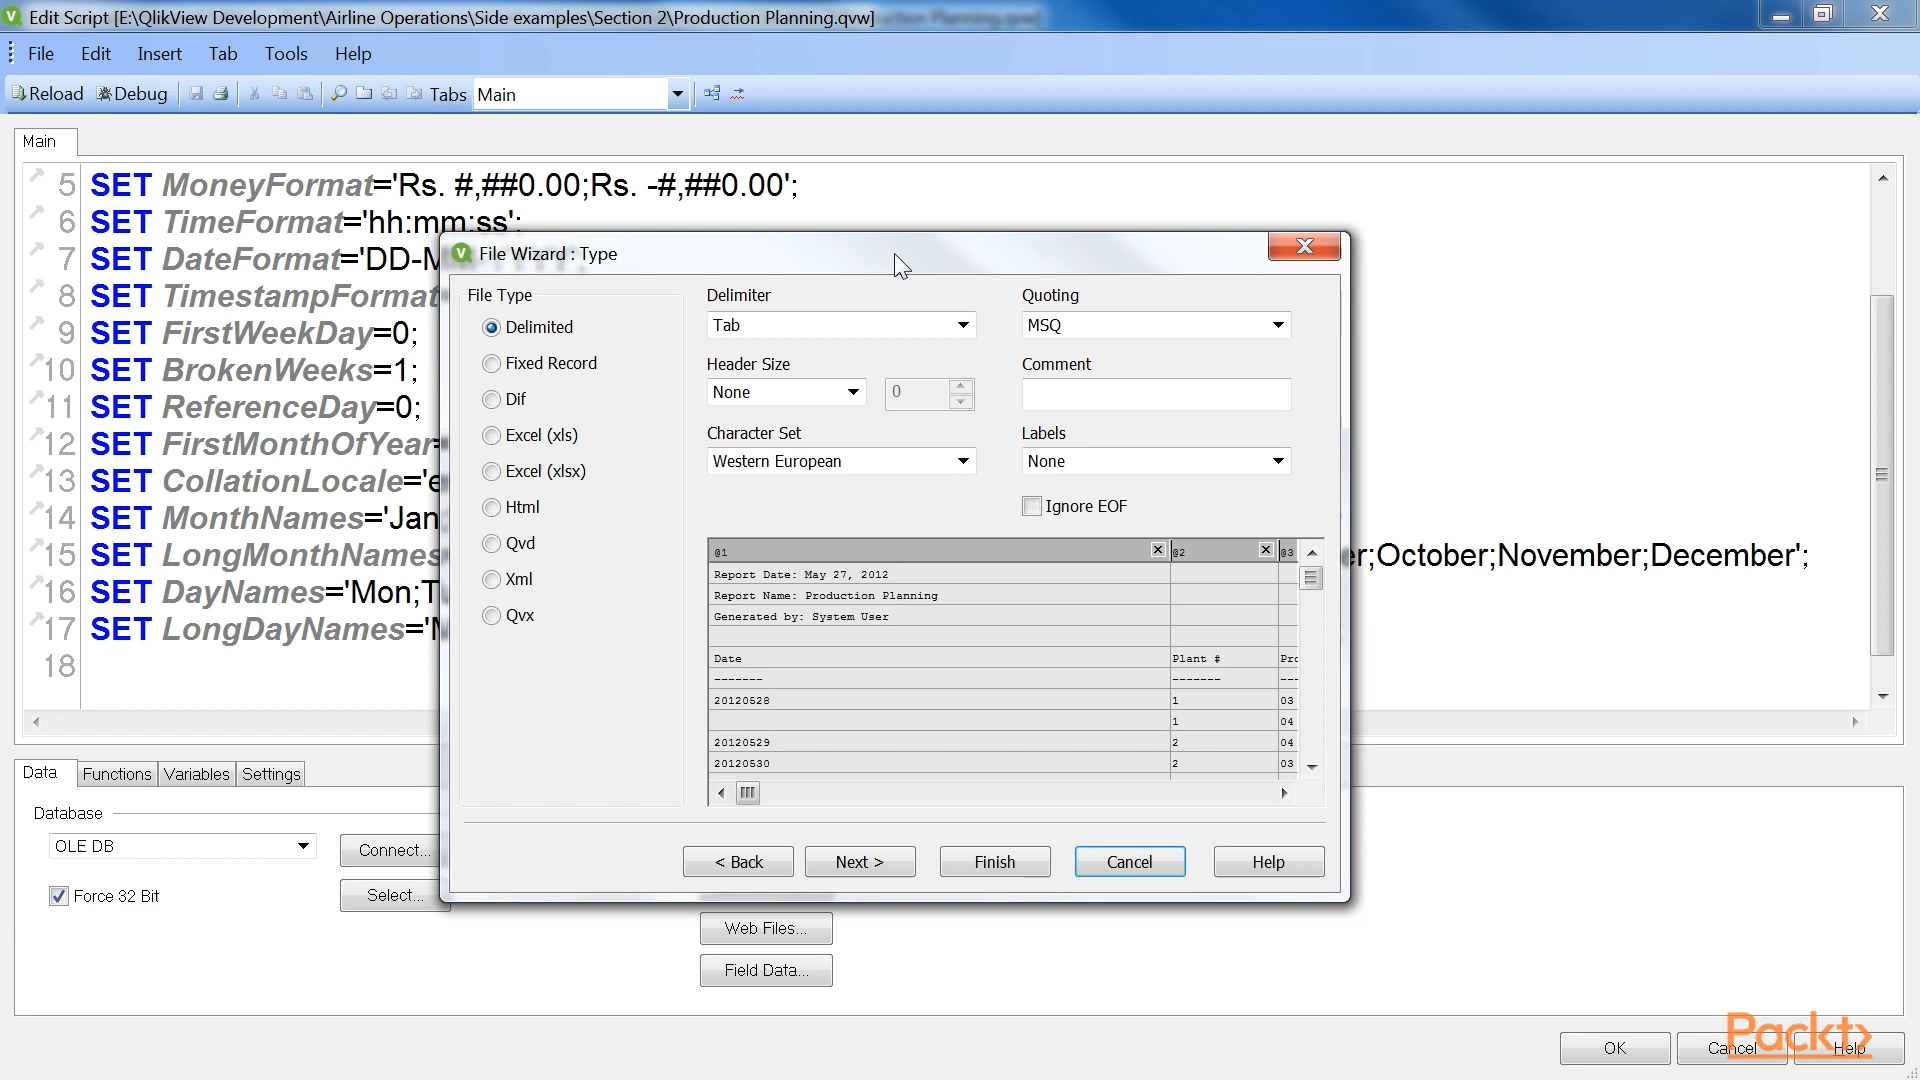 Edit Script [E:\QlikView Development\Airline Operations\Side examples\Section 2\Production Planning.qvw]
File Edit Insert Tab Tools Help
Reload Debug Tabs Main
Main
5 SET MoneyFormat='Rs. #,##0.00;Rs. -#,##0.00';
6 SET TimeFormat='hh:mm:ss';
7 SET DateFormat='DD-M
8 SET TimestampFormat
9 SET FirstWeekDay=0;
10 SET BrokenWeeks=1;
11 SET ReferenceDay=0;
12 SET FirstMonthOfYear=
13 SET CollationLocale='e
14 SET MonthNames='Jan
15 SET LongMonthNames er;October;November;December';
16 SET DayNames='Mon;T
17 SET LongDayNames='M
18
File Wizard : Type
File Type
Delimited
Fixed Record
Dif
Excel (xls)
Excel (xlsx)
Html
Qvd
Xml
Qvx
Delimiter
Tab
Quoting
MSQ
Header Size
None 0
Comment
Character Set
Western European
Labels
None
Ignore EOF
@1 @2 @3
Report Date: May 27, 2012
Report Name: Production Planning
Generated by: System User
Date Plant # Pro
------- ------- ---
20120528 1 03
1 04
20120529 2 04
20120530 2 03
< Back Next > Finish Cancel Help
Data Functions Variables Settings
Database
OLE DB Connect...
Force 32 Bit Select...
Web Files...
Field Data...
OK Cancel Help
Packt>